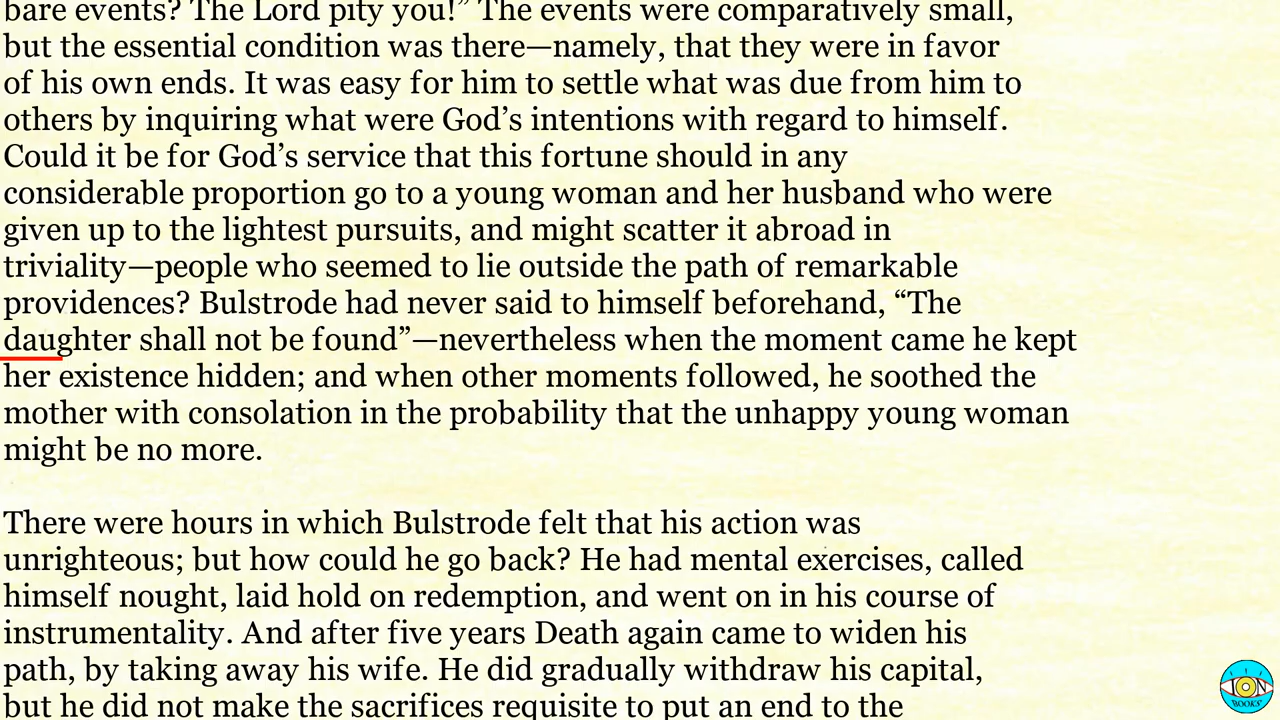 bare events? The Lord pity you!” The events were comparatively small,
but the essential condition was there—namely, that they were in favor
of his own ends. It was easy for him to settle what was due from him to
others by inquiring what were God’s intentions with regard to himself.
Could it be for God’s service that this fortune should in any
considerable proportion go to a young woman and her husband who were
given up to the lightest pursuits, and might scatter it abroad in
triviality—people who seemed to lie outside the path of remarkable
providences? Bulstrode had never said to himself beforehand, “The
daughter shall not be found”—nevertheless when the moment came he kept
her existence hidden; and when other moments followed, he soothed the
mother with consolation in the probability that the unhappy young woman
might be no more.
There were hours in which Bulstrode felt that his action was
unrighteous; but how could he go back? He had mental exercises, called
himself nought, laid hold on redemption, and went on in his course of
instrumentality. And after five years Death again came to widen his
path, by taking away his wife. He did gradually withdraw his capital,
but he did not make the sacrifices requisite to put an end to the
ION
BOOKS